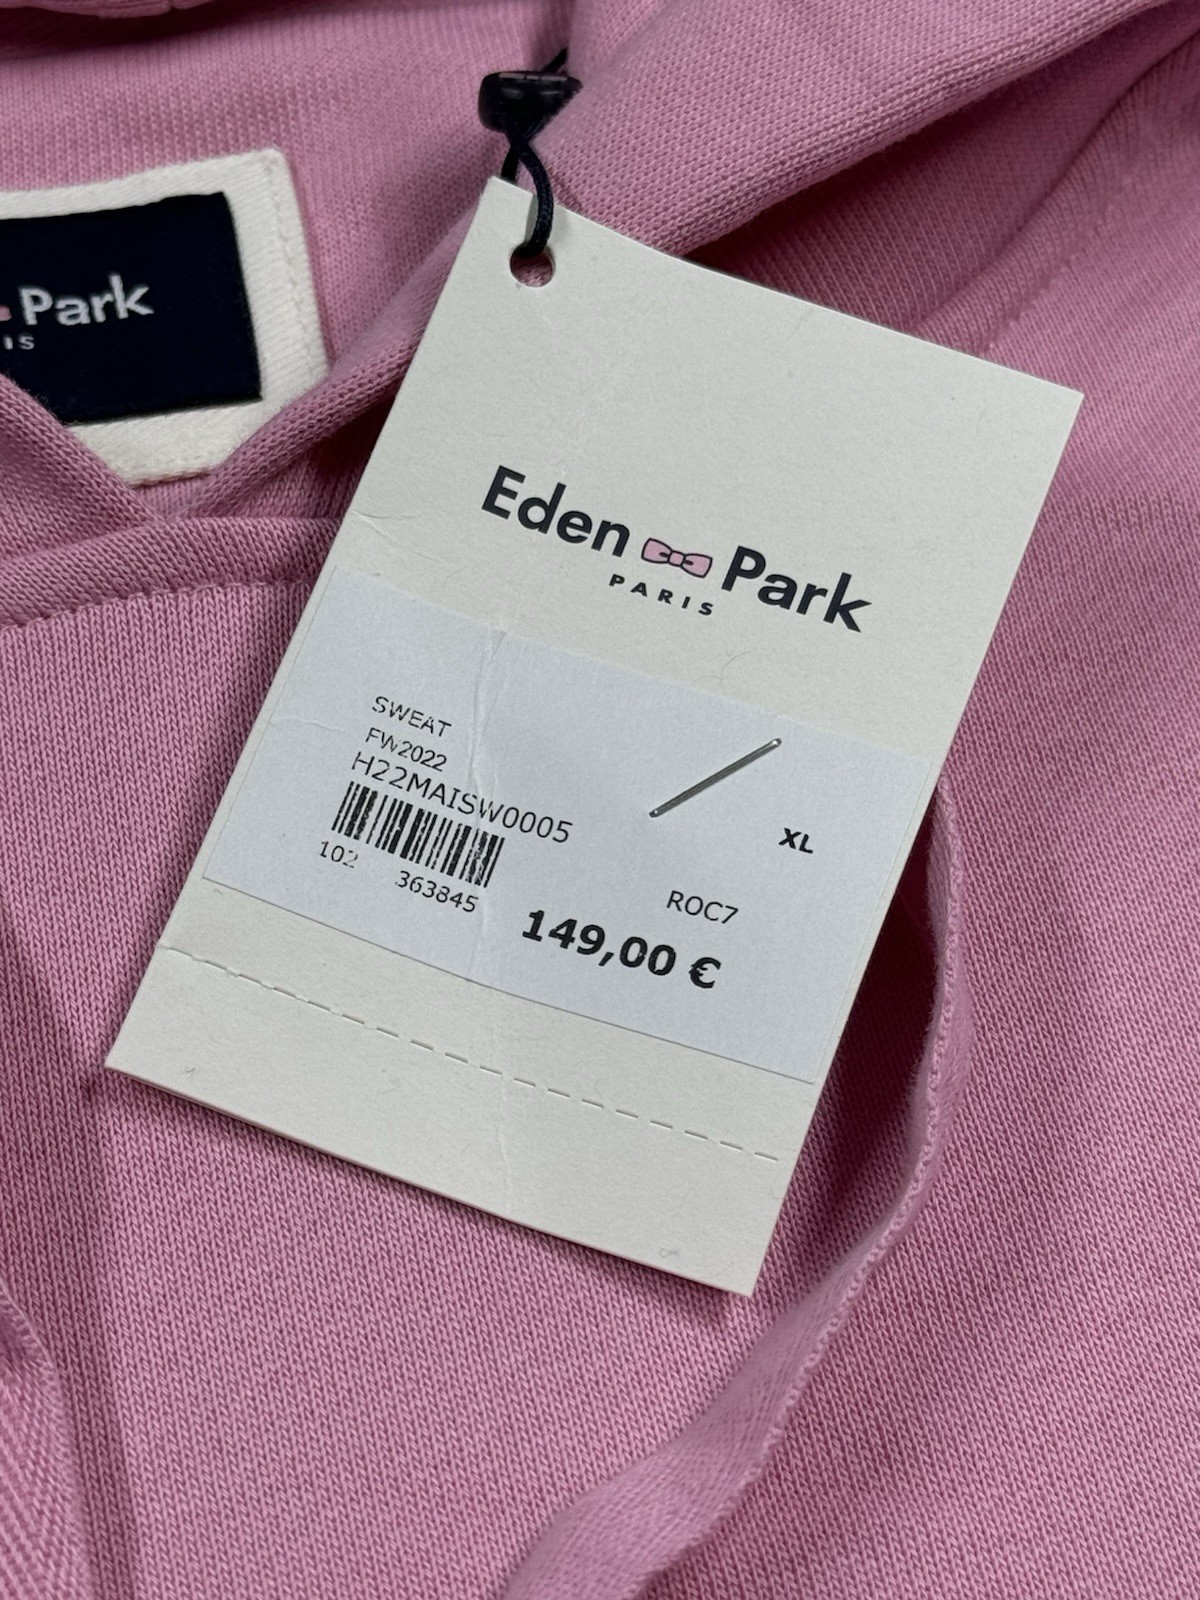 Park
IS
Eden Park
PARIS
SWEAT
FW2022
H22MAISW0005
XL
102 363845
ROC7
149,00 €